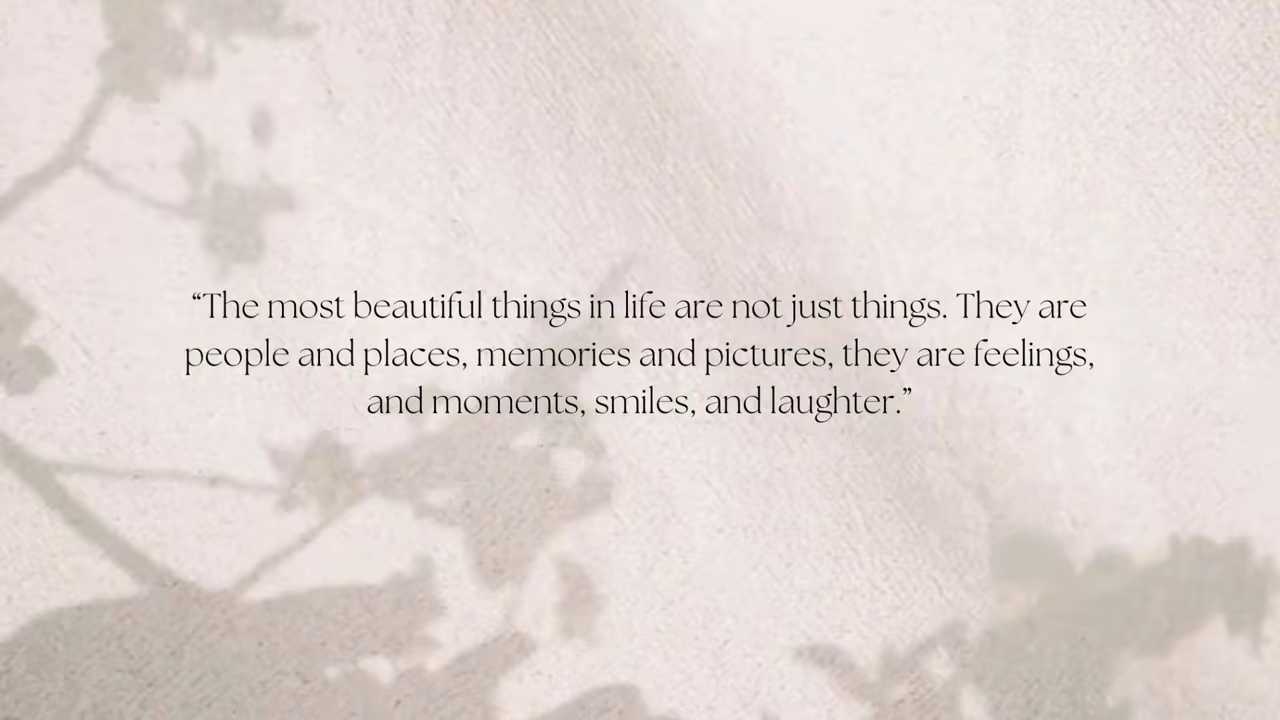 “The most beautiful things in life are not just things. They are
people and places, memories and pictures, they are feelings,
and moments, smiles, and laughter.”